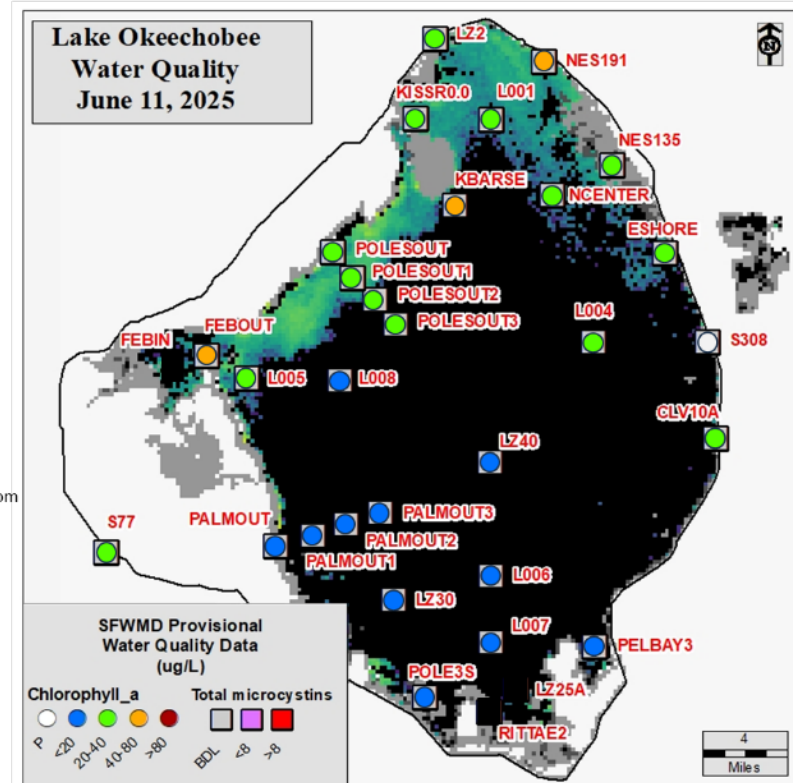 Lake Okeechobee
Water Quality
June 11, 2025
N
LZ2
NES191
KISSR0.0
L001
NES135
KBARSE
NCENTER
POLESOUT
ESHORE
POLESOUT1
POLESOUT2
L004
POLESOUT3
FEBIN
FEBOUT
S308
L005
L008
CLV10A
LZ40
om
S77
PALMOUT
PALMOUT3
PALMOUT2
PALMOUT1
L006
LZ30
L007
PELBAY3
POLE3S
LZ25A
RITTAE2
SFWMD Provisional
Water Quality Data
(ug/L)
Chlorophyll_a
Total microcystins
P
<20
20-40
40-80
>80
BDL
<8
>8
4
Miles